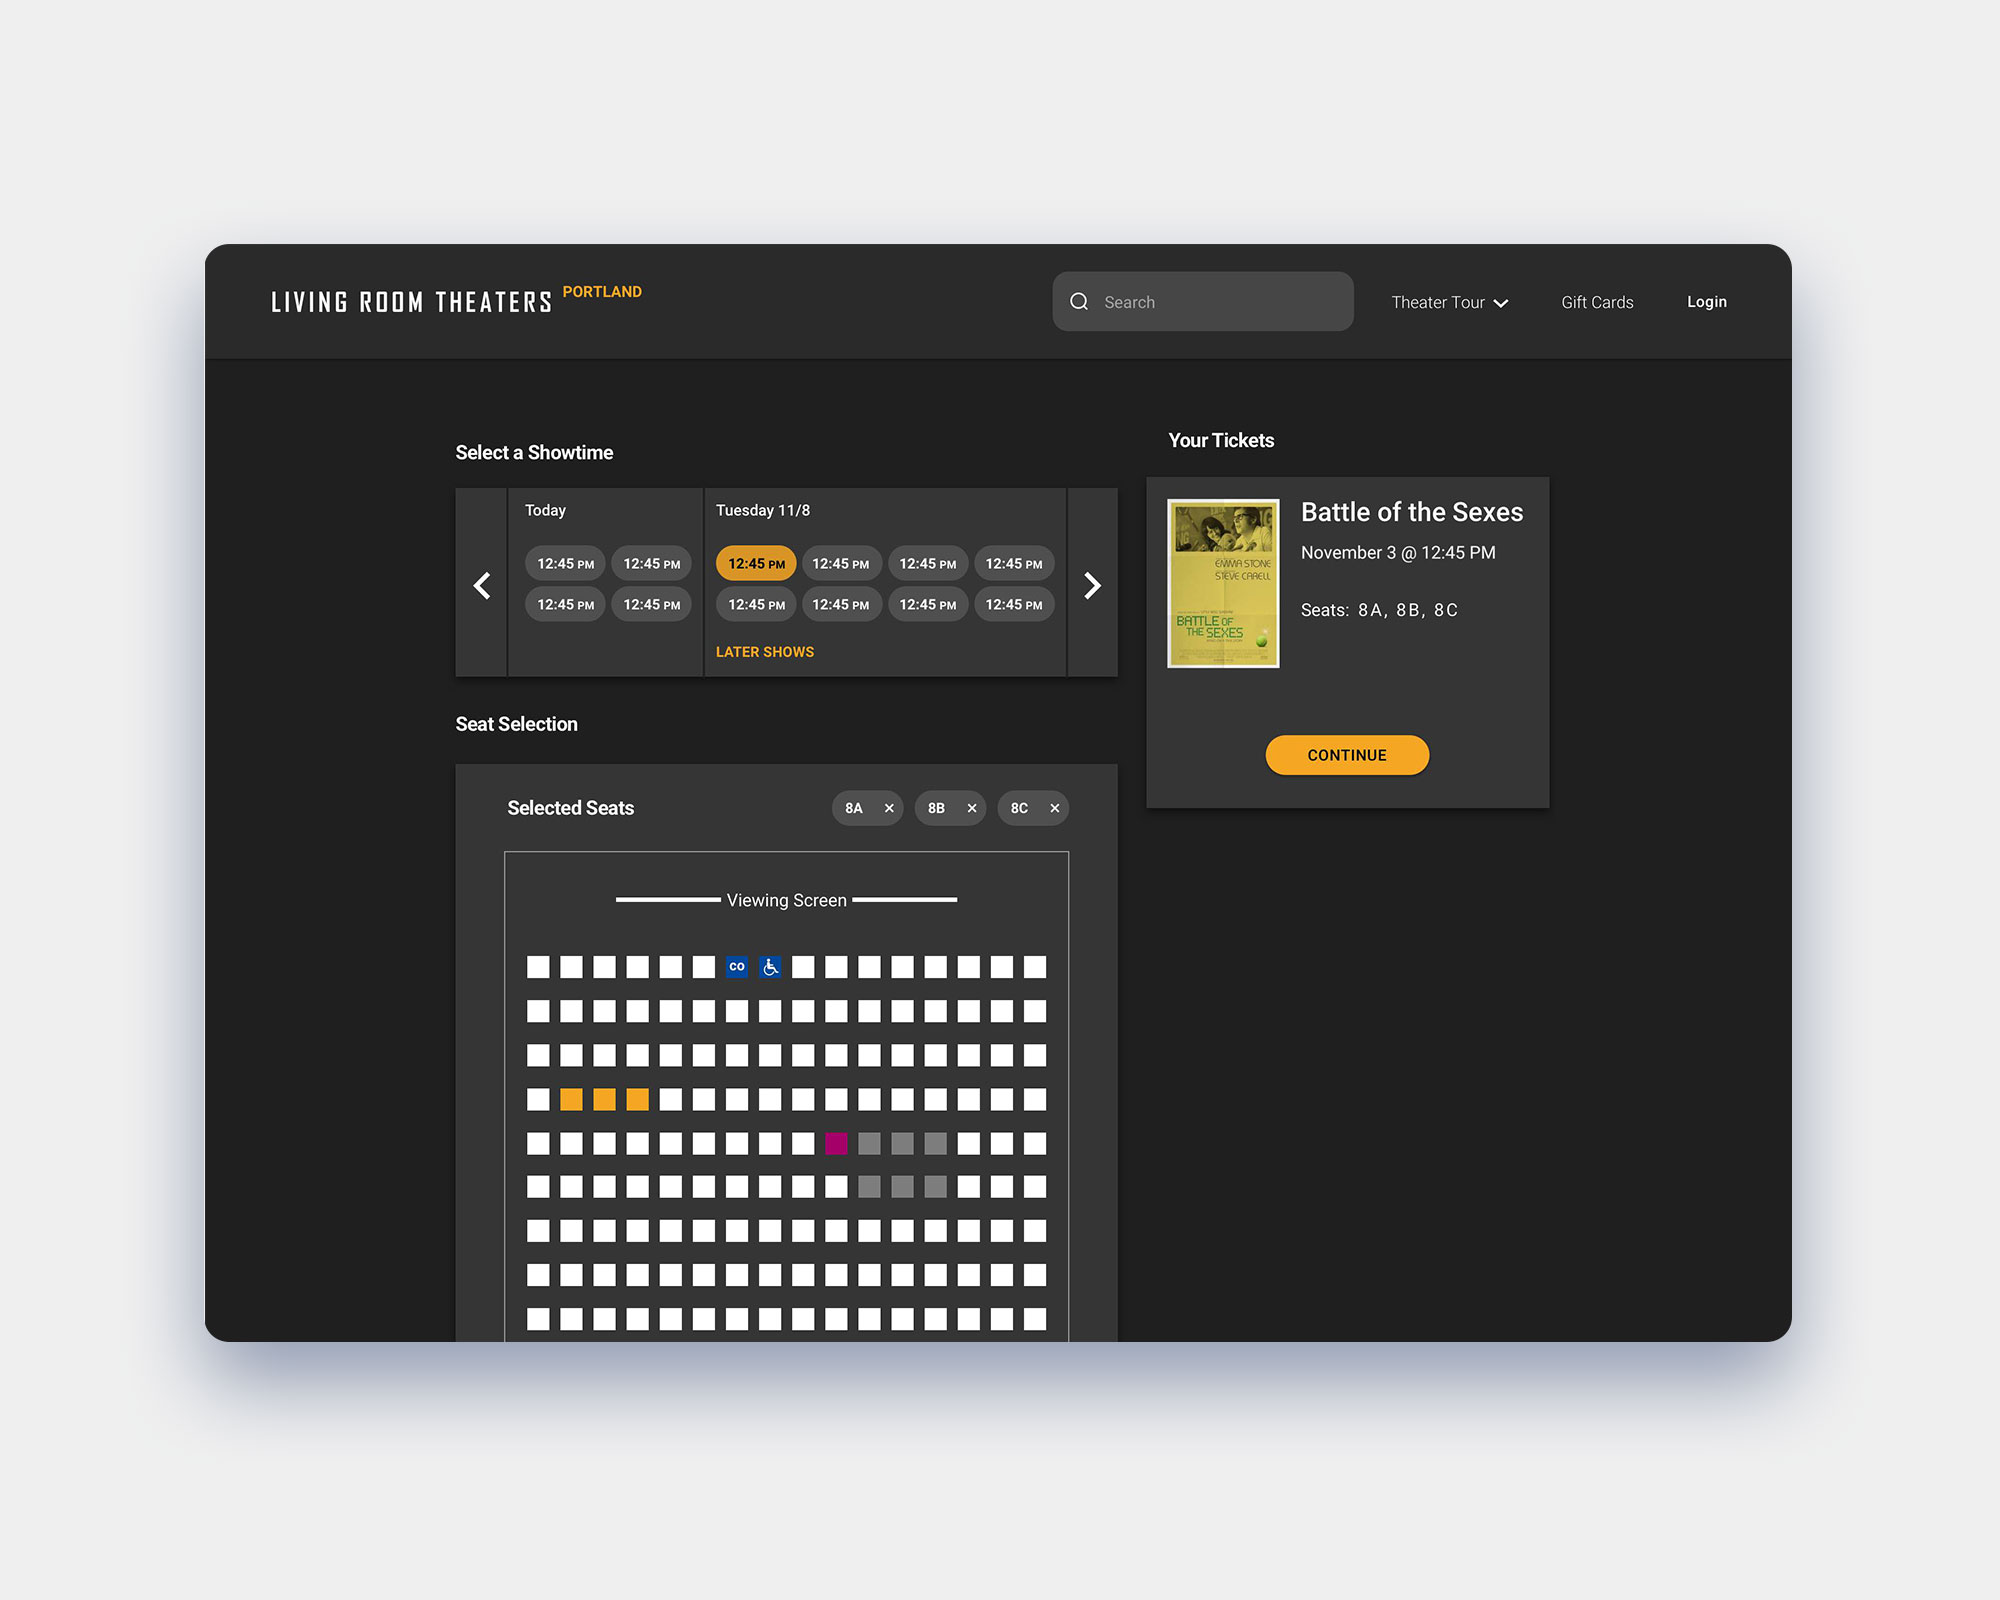 LIVING ROOM THEATERS PORTLAND
Search
Theater Tour
Gift Cards
Login
Select a Showtime
Today
12:45 PM 12:45 PM
12:45 PM 12:45 PM
Tuesday 11/8
12:45 PM 12:45 PM 12:45 PM 12:45 PM
12:45 PM 12:45 PM 12:45 PM 12:45 PM
LATER SHOWS
Seat Selection
Selected Seats
8A × 8B × 8C ×
Viewing Screen
CO
Your Tickets
EMMA STONE
STEVE CARELL
BATTLE OF
THE SEXES
Battle of the Sexes
November 3 @ 12:45 PM
Seats: 8A, 8B, 8C
CONTINUE